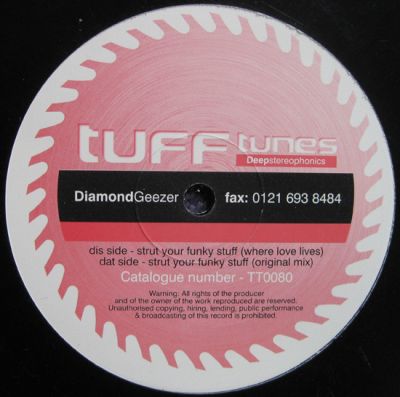 tuff tunes
Deepstereophonics
DiamondGeezer fax: 0121 693 8484
dis side - strut your funky stuff (where love lives)
dat side - strut your funky stuff (original mix)
Catalogue number - TT0080
Warning: All rights of the producer
and of the owner of the work reproduced are reserved.
Unauthorised copying, hiring, lending, public performance
& broadcasting of this record is prohibited.